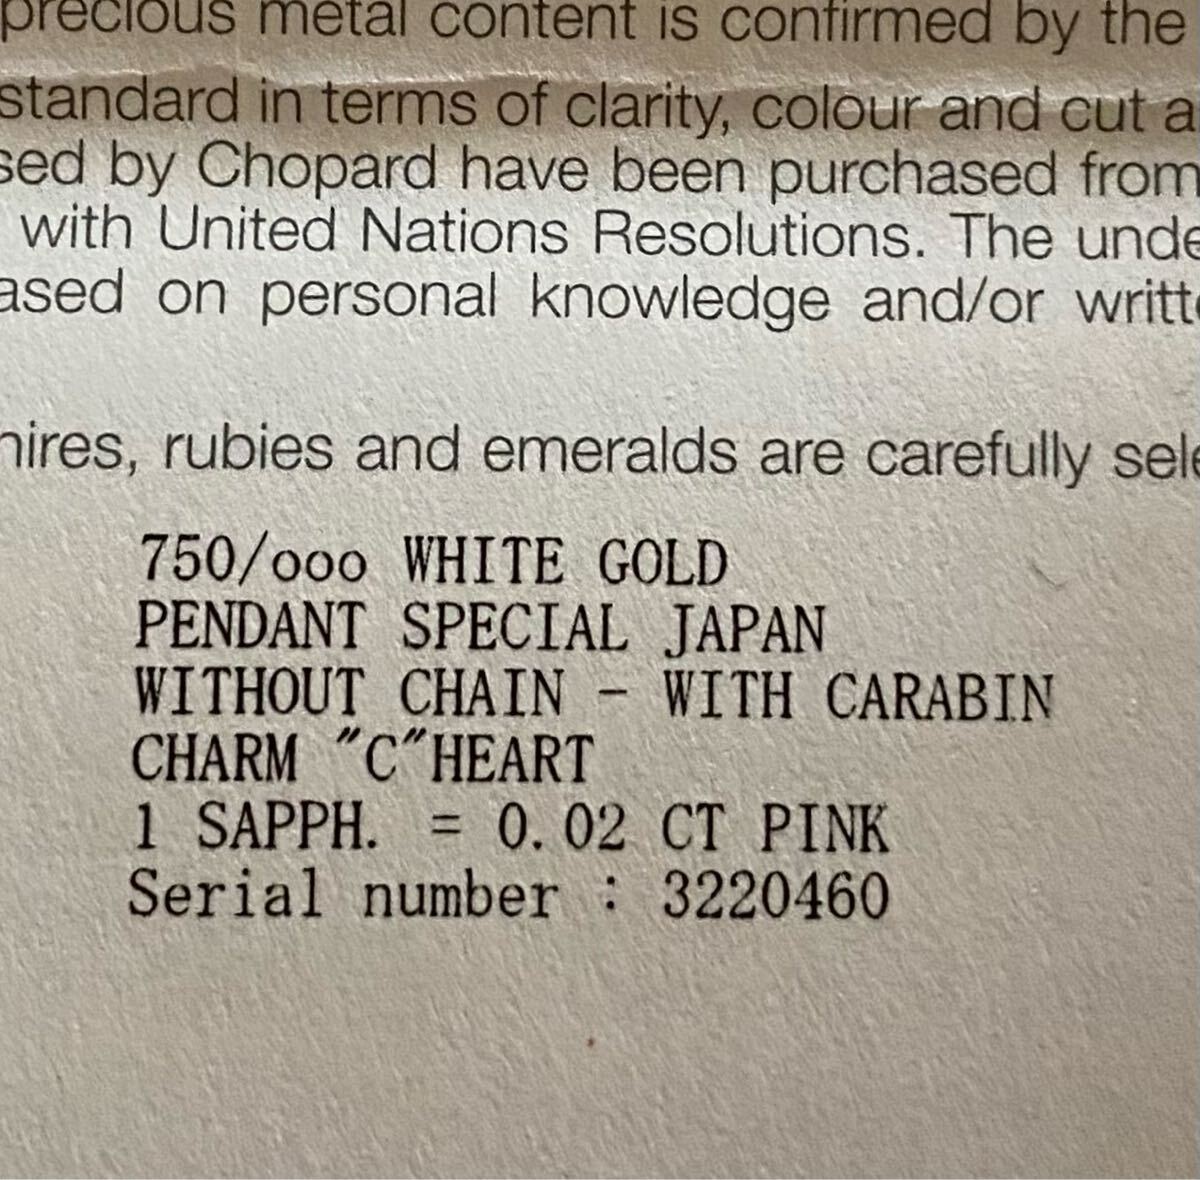 precious metal content is confirmed by the
standard in terms of clarity, colour and cut a
sed by Chopard have been purchased from
with United Nations Resolutions. The unde
ased on personal knowledge and/or writte
hires, rubies and emeralds are carefully sele
750/ooo WHITE GOLD
PENDANT SPECIAL JAPAN
WITHOUT CHAIN - WITH CARABIN
CHARM "C"HEART
1 SAPPH. = 0.02 CT PINK
Serial number : 3220460